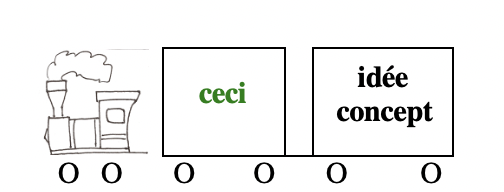 ceci
idée
concept
O O O O O O